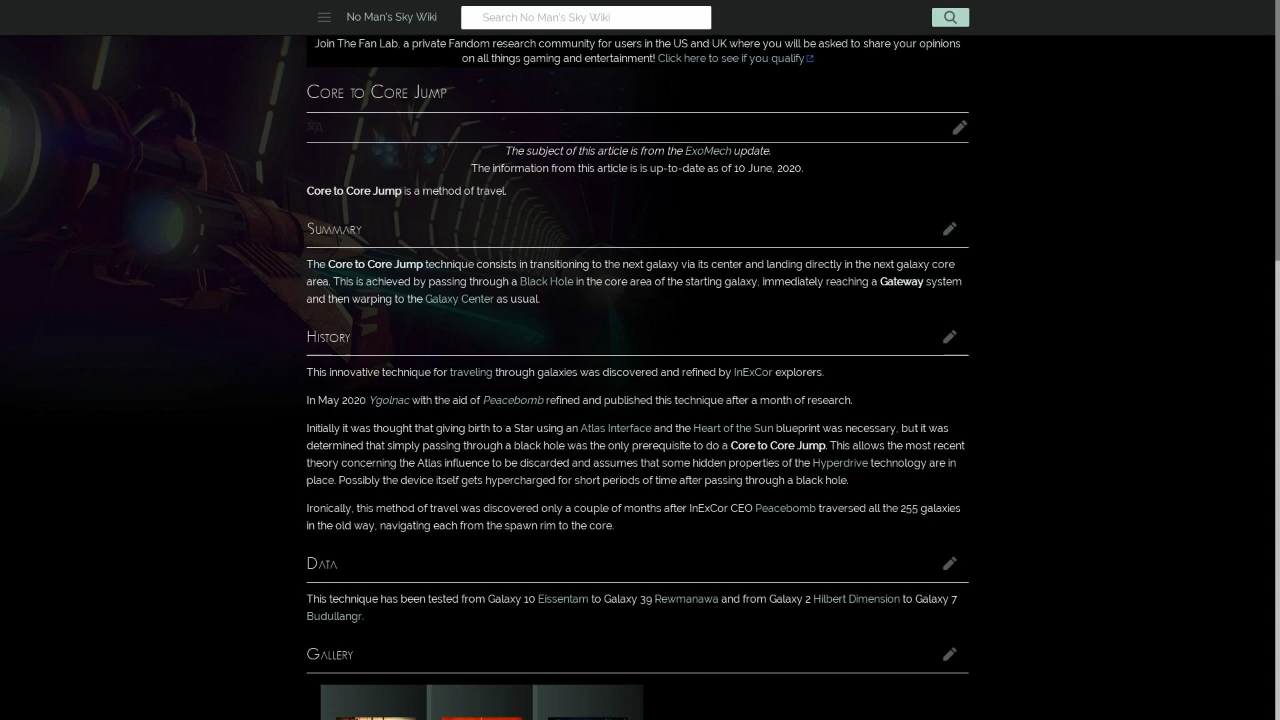 No Man's Sky Wiki
Search No Man's Sky Wiki
Join The Fan Lab, a private Fandom research community for users in the US and UK where you will be asked to share your opinions
on all things gaming and entertainment! Click here to see if you qualify
Core to Core Jump
The subject of this article is from the ExoMech update.
The information from this article is is up-to-date as of 10 June, 2020.
Core to Core Jump is a method of travel.
Summary
The Core to Core Jump technique consists in transitioning to the next galaxy via its center and landing directly in the next galaxy core
area. This is achieved by passing through a Black Hole in the core area of the starting galaxy, immediately reaching a Gateway system
and then warping to the Galaxy Center as usual.
History
This innovative technique for traveling through galaxies was discovered and refined by InExCor explorers.
In May 2020 Ygolnac with the aid of Peacebomb refined and published this technique after a month of research.
Initially it was thought that giving birth to a Star using an Atlas Interface and the Heart of the Sun blueprint was necessary, but it was
determined that simply passing through a black hole was the only prerequisite to do a Core to Core Jump. This allows the most recent
theory concerning the Atlas influence to be discarded and assumes that some hidden properties of the Hyperdrive technology are in
place. Possibly the device itself gets hypercharged for short periods of time after passing through a black hole.
Ironically, this method of travel was discovered only a couple of months after InExCor CEO Peacebomb traversed all the 255 galaxies
in the old way, navigating each from the spawn rim to the core.
Data
This technique has been tested from Galaxy 10 Eissentam to Galaxy 39 Rewmanawa and from Galaxy 2 Hilbert Dimension to Galaxy 7
Budullangr.
Gallery